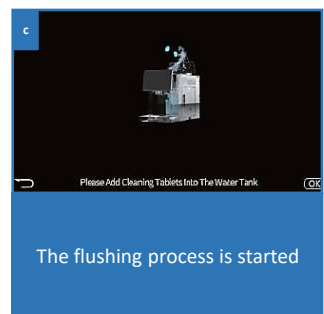 c
Please Add Cleaning Tablets Into The Water Tank
OK
The flushing process is started